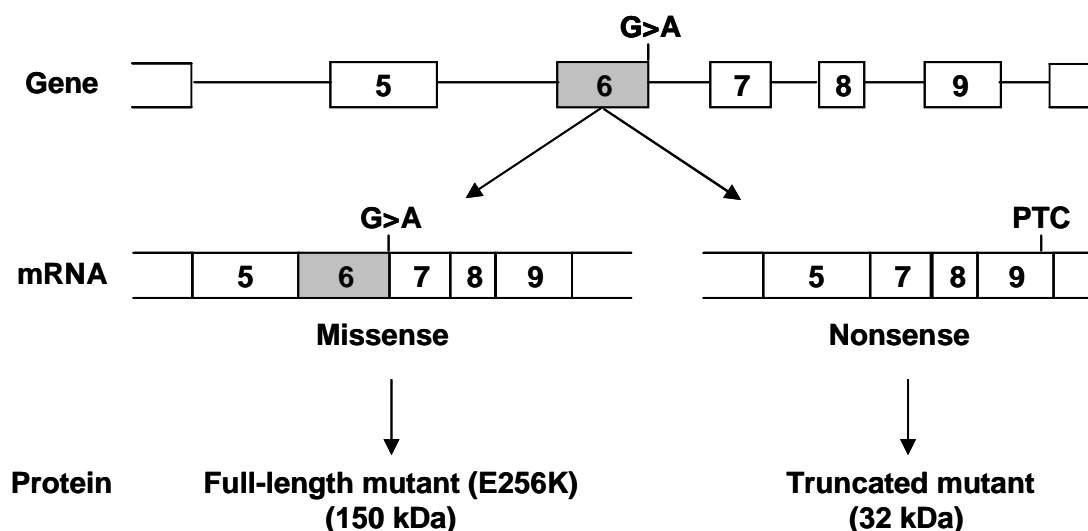 G>A
Gene 5 6 7 8 9
G>A PTC
mRNA 5 6 7 8 9 5 7 8 9
Missense Nonsense
Protein Full-length mutant (E256K) Truncated mutant
(150 kDa) (32 kDa)